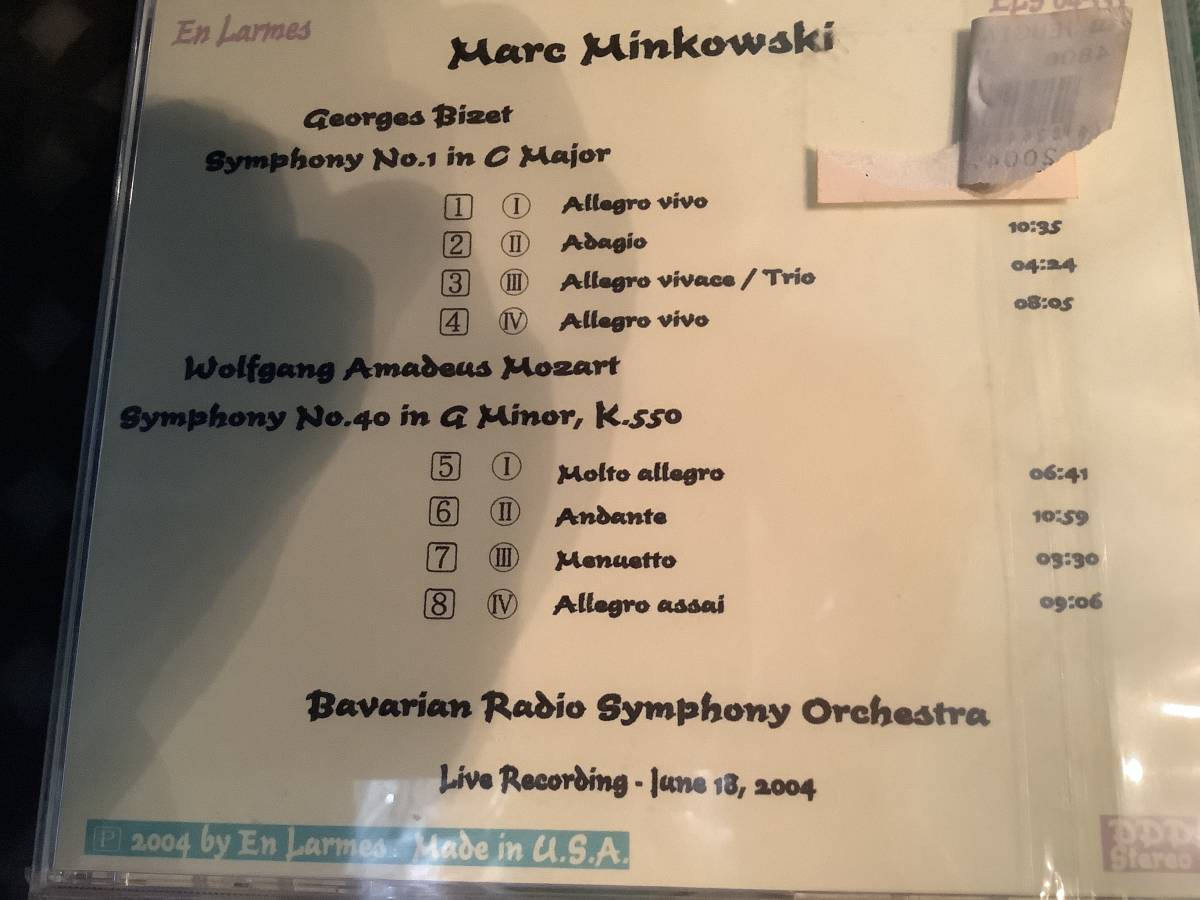 En Larmes
Marc Minkowski
Georges Bizet
Symphony No.1 in C Major
1 Ⅰ Allegro vivo
2 Ⅱ Adagio 10:35
3 Ⅲ Allegro vivace / Trio 04:24
4 Ⅳ Allegro vivo 08:05
Wolfgang Amadeus Mozart
Symphony No.40 in G Minor, K.550
5 Ⅰ Molto allegro 06:41
6 Ⅱ Andante 10:59
7 Ⅲ Menuetto 03:30
8 Ⅳ Allegro assai 09:06
Bavarian Radio Symphony Orchestra
Live Recording - June 18, 2004
Ⓟ 2004 by En Larmes. Made in U.S.A.
DDD
Stereo